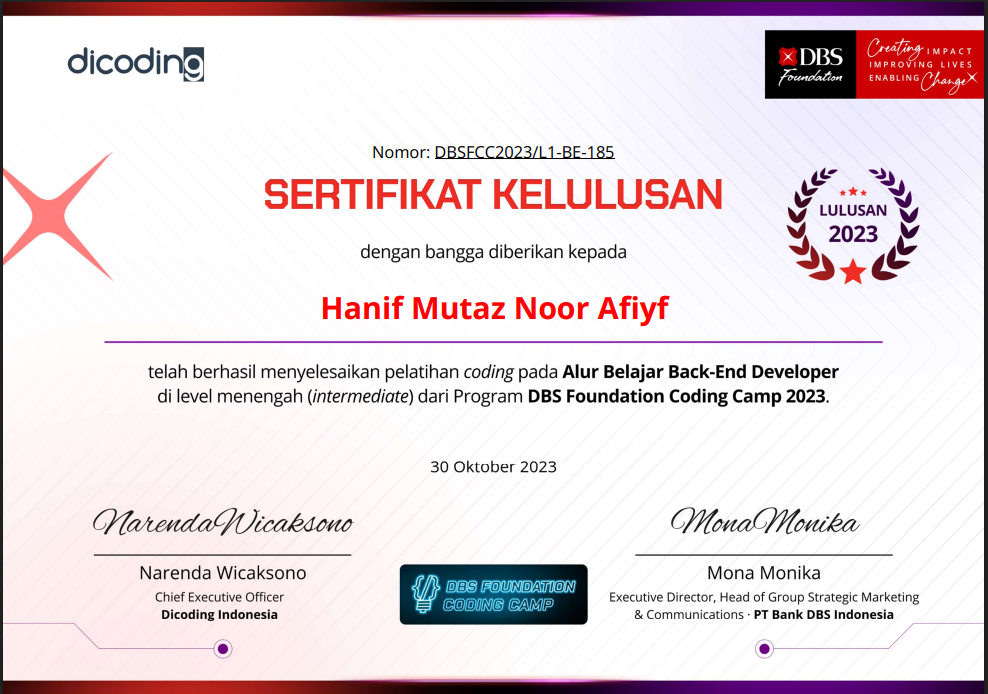 dicoding
DBS
Foundation
Creating IMPACT
IMPROVING LIVES
ENABLING Change
Nomor: DBSFCC2023/L1-BE-185
SERTIFIKAT KELULUSAN
LULUSAN
2023
dengan bangga diberikan kepada
Hanif Mutaz Noor Afiyf
telah berhasil menyelesaikan pelatihan coding pada Alur Belajar Back-End Developer
di level menengah (intermediate) dari Program DBS Foundation Coding Camp 2023.
30 Oktober 2023
NarendaWicaksono
Narenda Wicaksono
Chief Executive Officer
Dicoding Indonesia
DBS FOUNDATION
CODING CAMP
MonaMonika
Mona Monika
Executive Director, Head of Group Strategic Marketing
& Communications · PT Bank DBS Indonesia